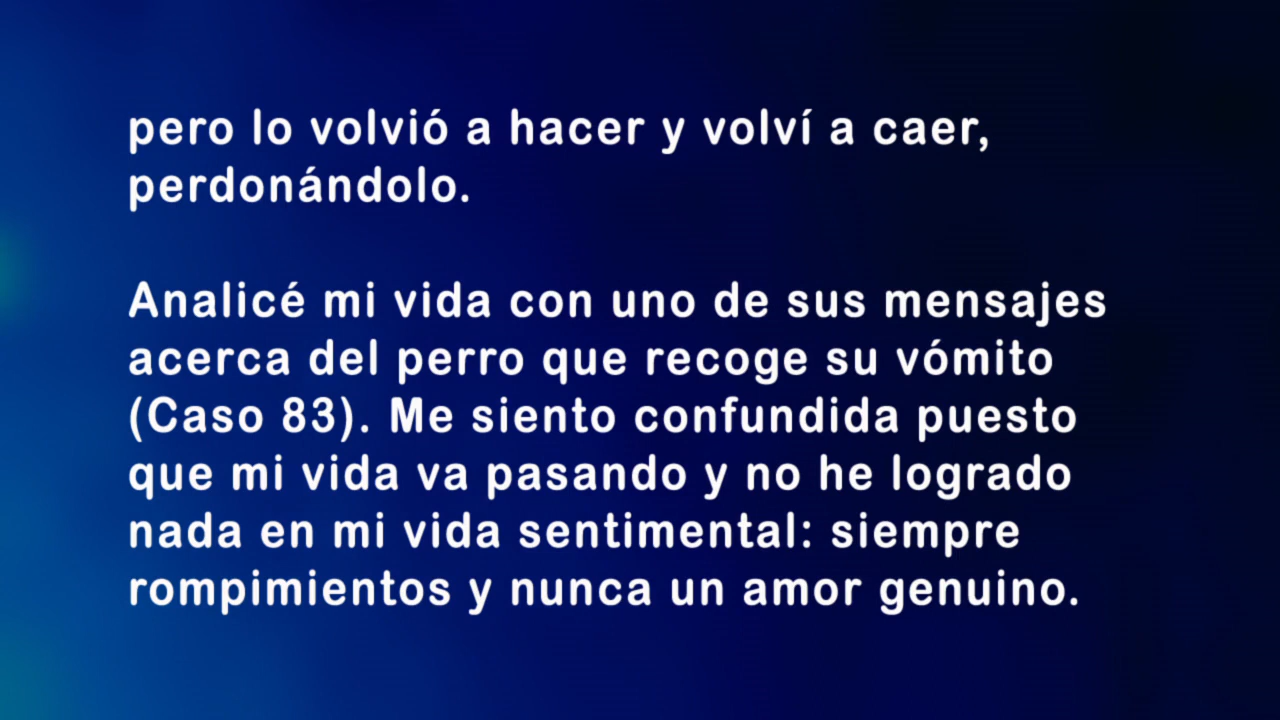 pero lo volvió a hacer y volví a caer,
perdonándolo.
Analicé mi vida con uno de sus mensajes
acerca del perro que recoge su vómito
(Caso 83). Me siento confundida puesto
que mi vida va pasando y no he logrado
nada en mi vida sentimental: siempre
rompimientos y nunca un amor genuino.